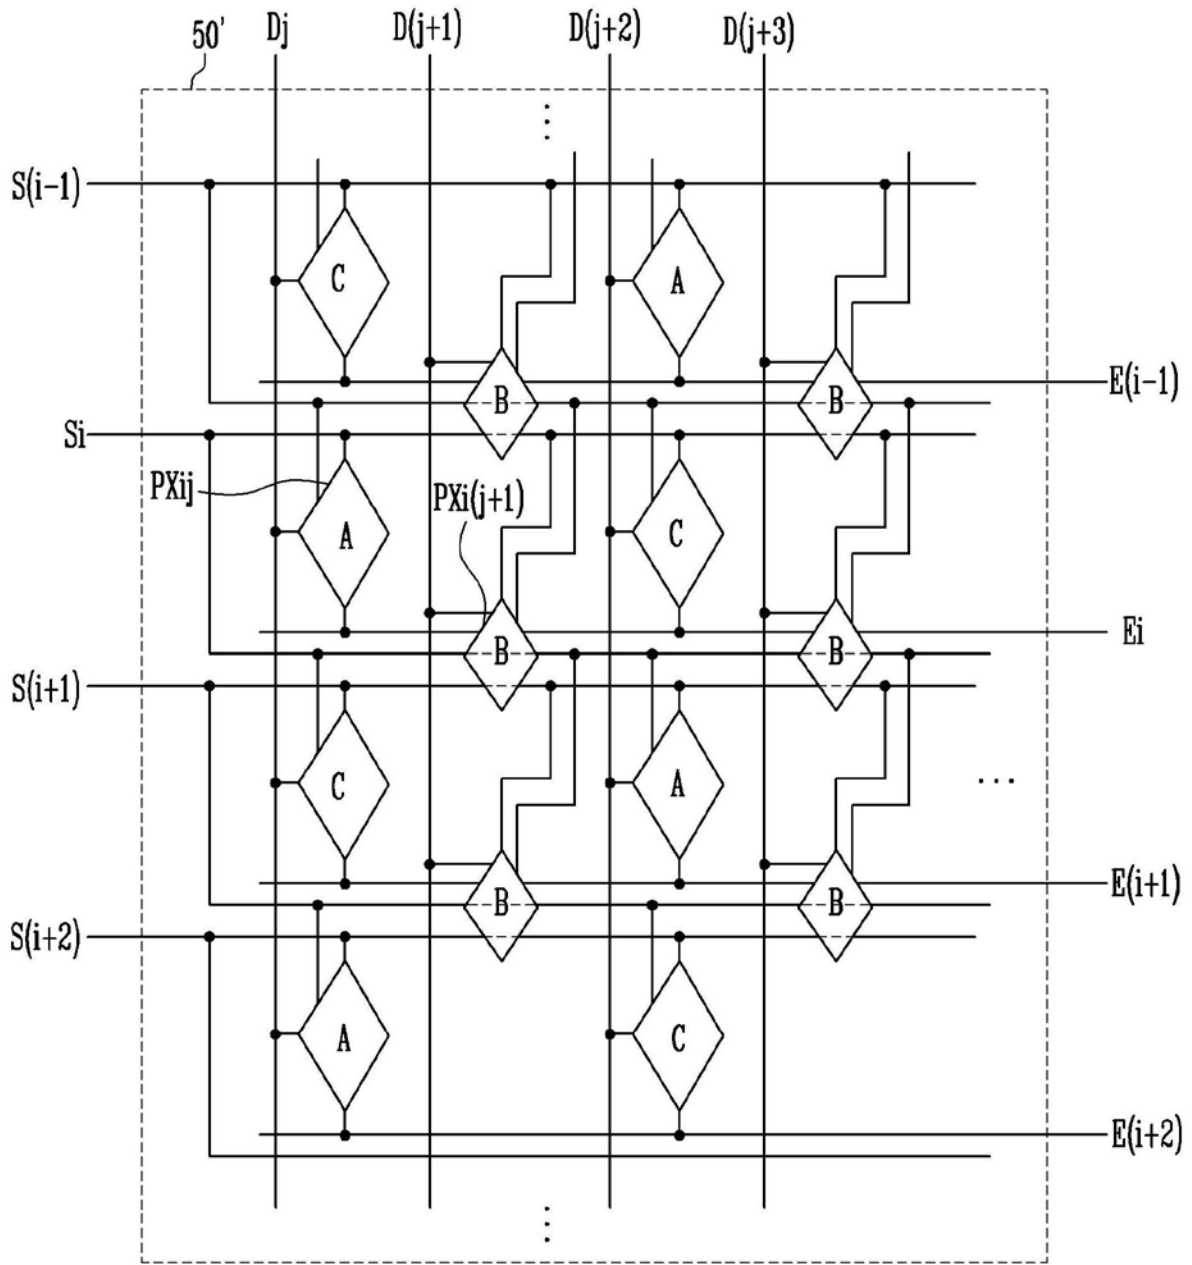 50' Dj D(j+1) D(j+2) D(j+3)
S(i-1)
C A
B B E(i-1)
Si
PXij PXi(j+1)
A C
B B Ei
S(i+1)
C A
B B E(i+1)
S(i+2)
A C
E(i+2)